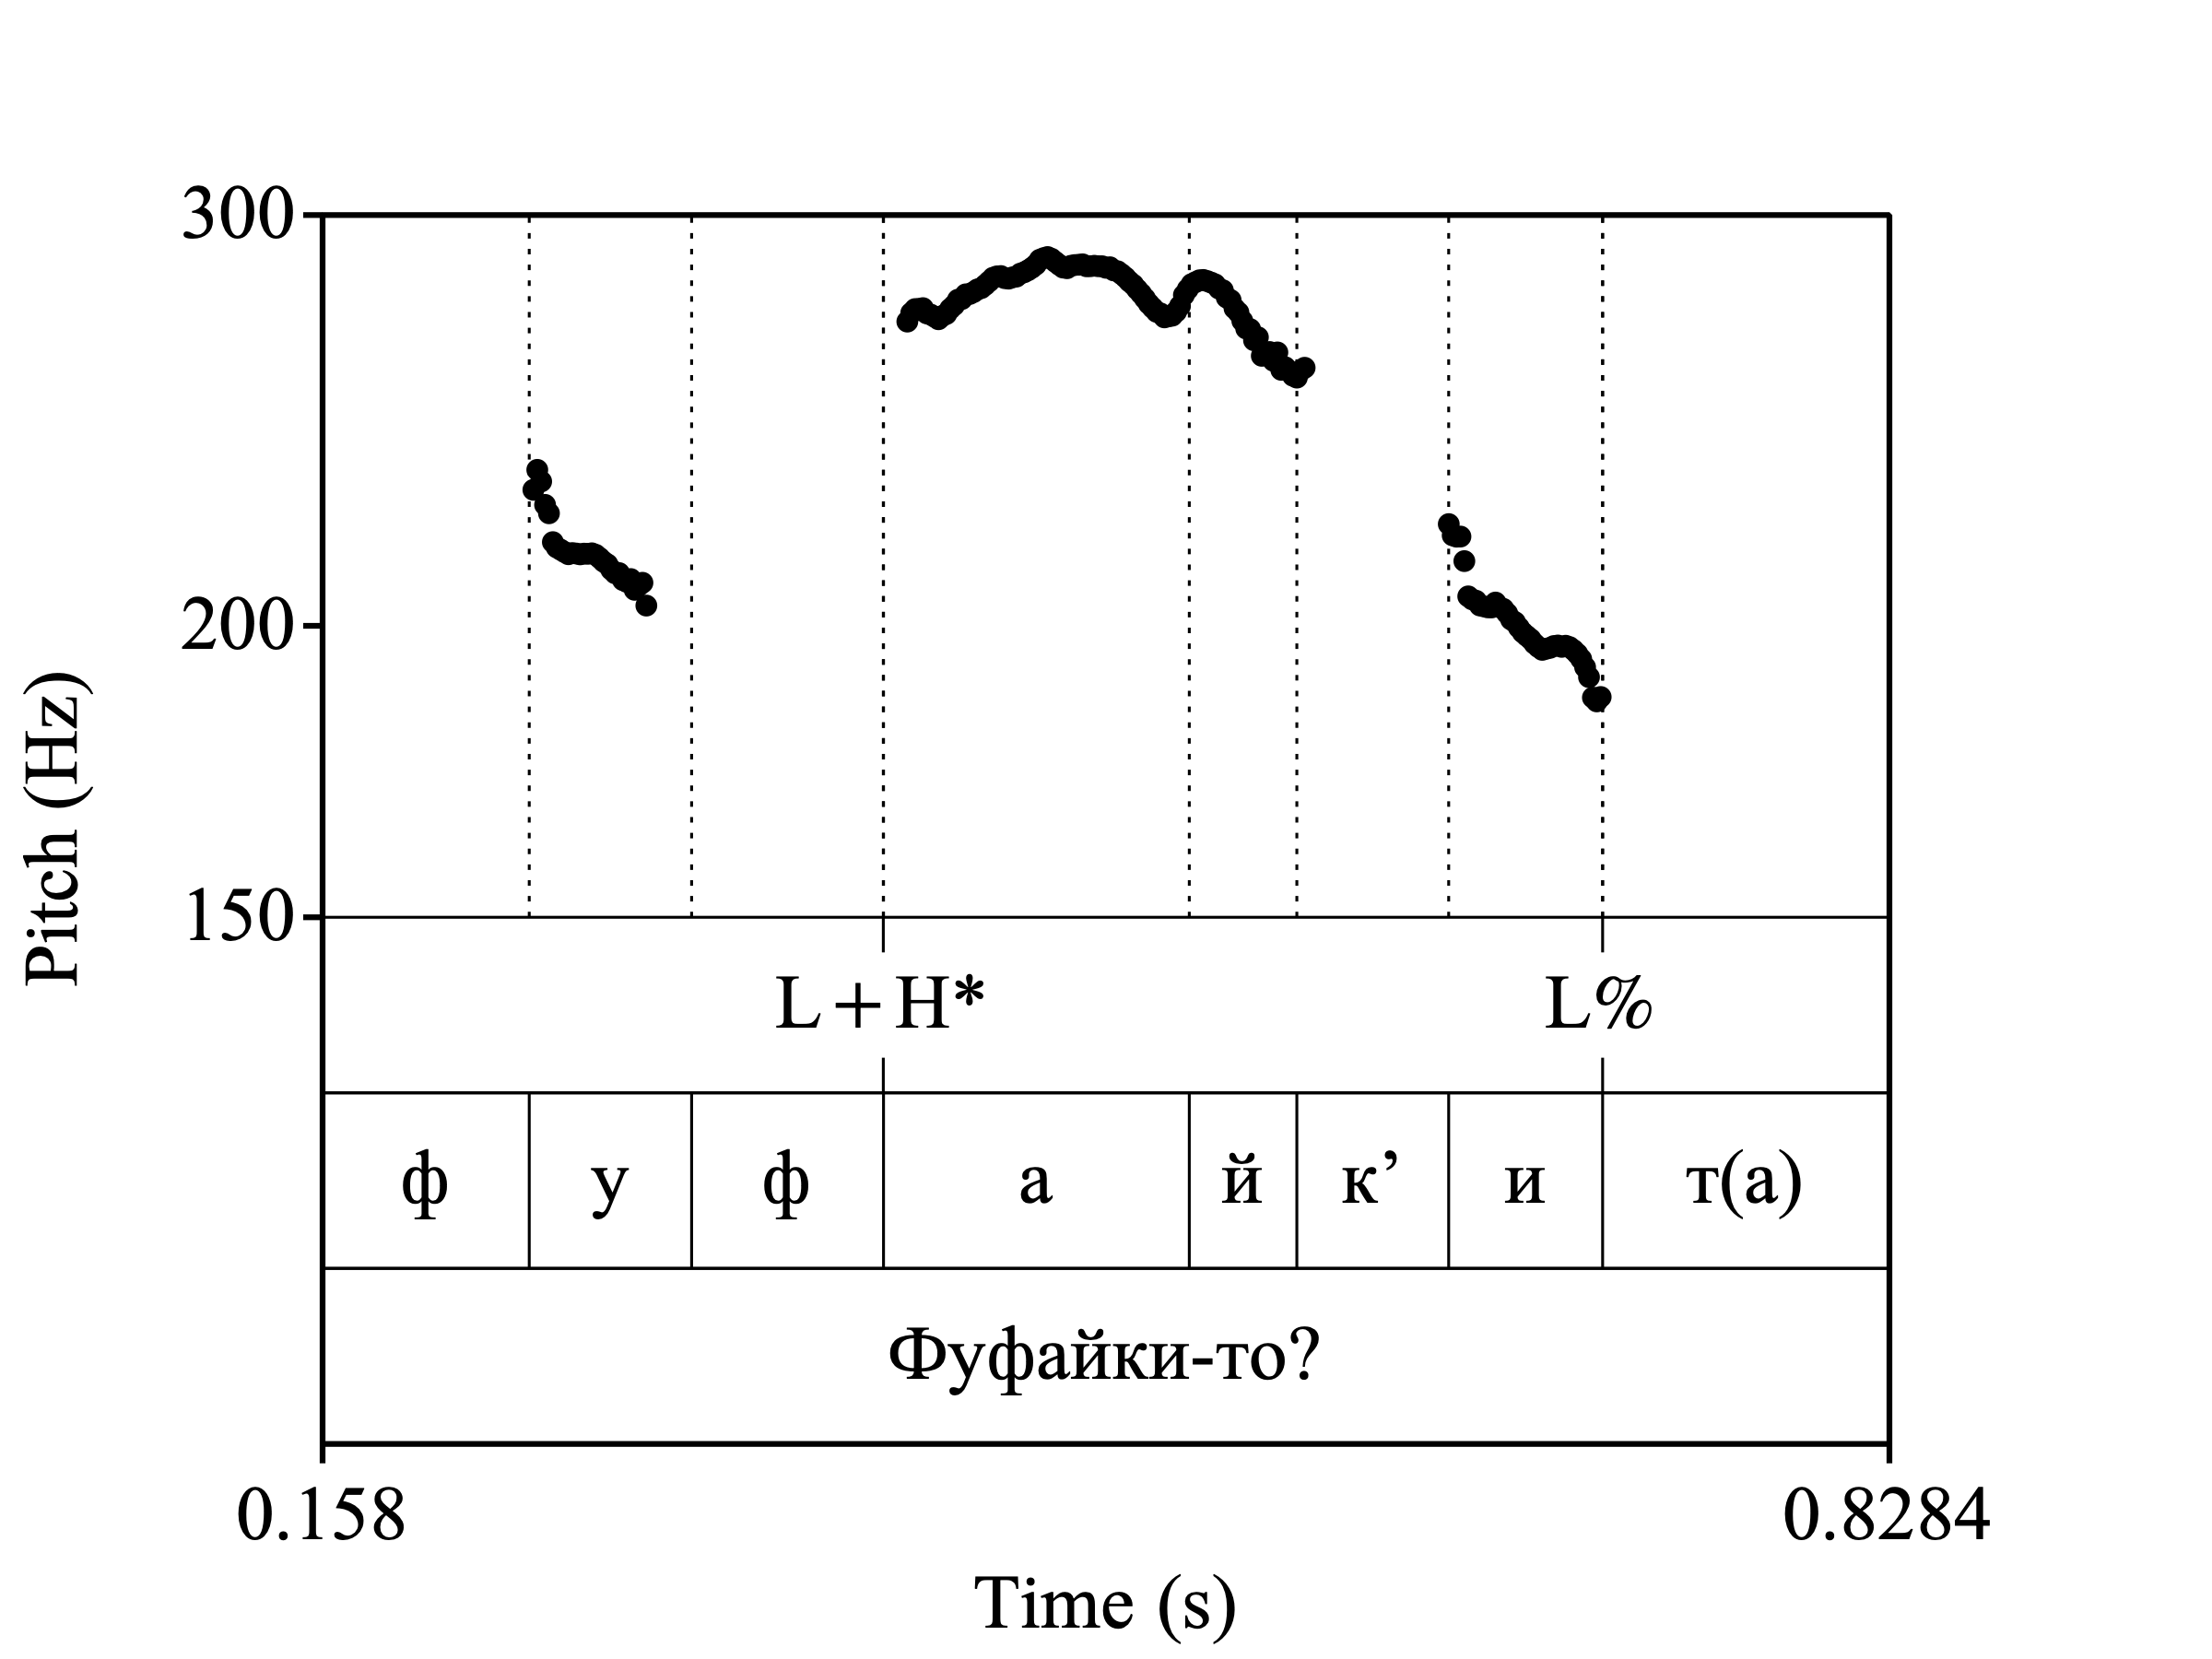 300
200
150
Pitch (Hz)
L+H* L%
ф у ф а й к’ и т(а)
Фуфайки-то?
0.158 0.8284
Time (s)